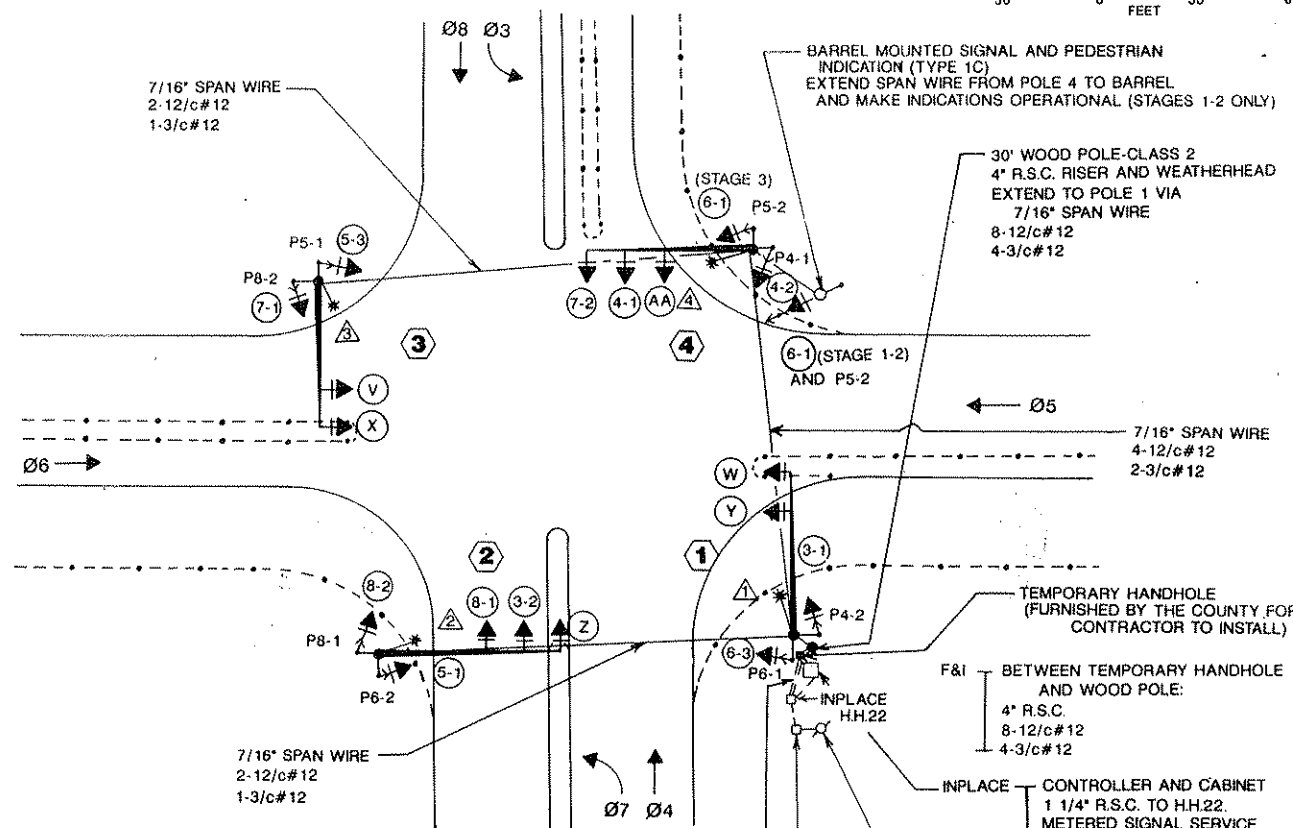 FEET
Ø8
Ø3
BARREL MOUNTED SIGNAL AND PEDESTRIAN
INDICATION (TYPE 1C)
EXTEND SPAN WIRE FROM POLE 4 TO BARREL
AND MAKE INDICATIONS OPERATIONAL (STAGES 1-2 ONLY)
7/16" SPAN WIRE
2-12/c#12
1-3/c#12
30' WOOD POLE-CLASS 2
4" R.S.C. RISER AND WEATHERHEAD
EXTEND TO POLE 1 VIA
7/16" SPAN WIRE
8-12/c#12
4-3/c#12
(STAGE 3)
6-1
P5-2
P5-1
5-3
P8-2
7-1
P4-1
4-2
7-2
4-1
AA
4
3
3
4
6-1
(STAGE 1-2)
AND P5-2
V
X
Ø5
7/16" SPAN WIRE
4-12/c#12
2-3/c#12
Ø6
W
Y
3-1
2
1
8-2
2
8-1
3-2
Z
1
P4-2
P8-1
5-1
P6-2
6-3
P6-1
TEMPORARY HANDHOLE
(FURNISHED BY THE COUNTY FOR
CONTRACTOR TO INSTALL)
F&I
BETWEEN TEMPORARY HANDHOLE
AND WOOD POLE:
4" R.S.C.
8-12/c#12
4-3/c#12
INPLACE
H.H.22
7/16" SPAN WIRE
2-12/c#12
1-3/c#12
Ø7
Ø4
INPLACE
CONTROLLER AND CABINET
1 1/4" R.S.C. TO H.H.22.
METERED SIGNAL SERVICE